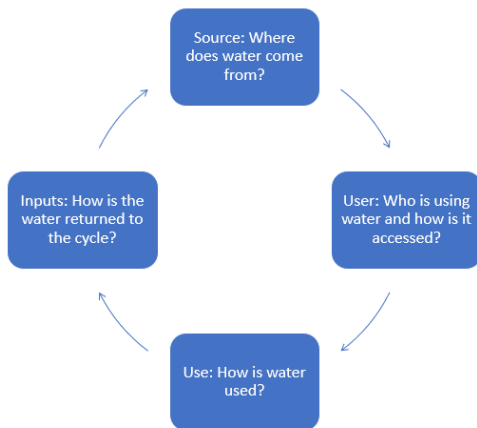 Source: Where
does water come
from?
User: Who is using
water and how is it
accessed?
Use: How is water
used?
Inputs: How is the
water returned to
the cycle?